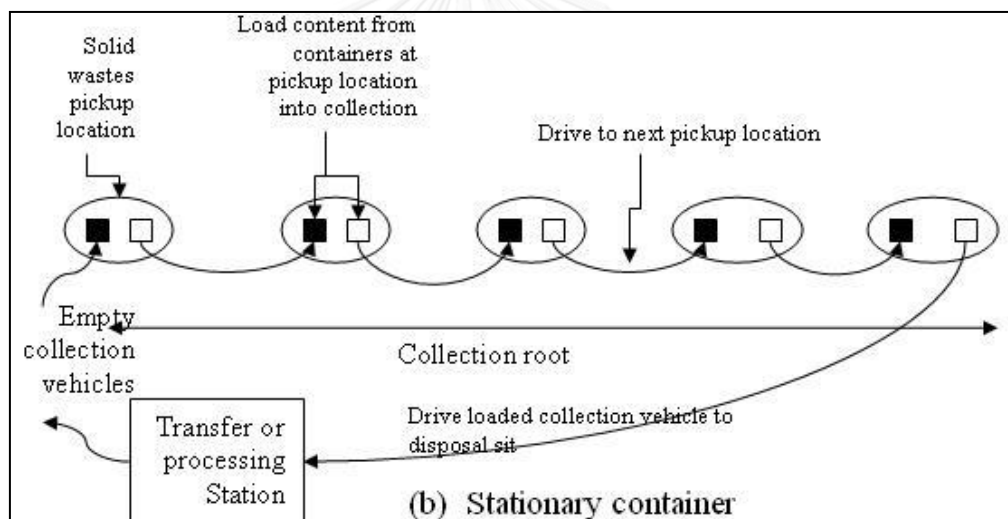 Solid
wastes
pickup
location
Load content from
containers at
pickup location
into collection
Drive to next pickup location
Empty
collection
vehicles
Collection root
Transfer or
processing
Station
Drive loaded collection vehicle to
disposal sit
(b) Stationary container